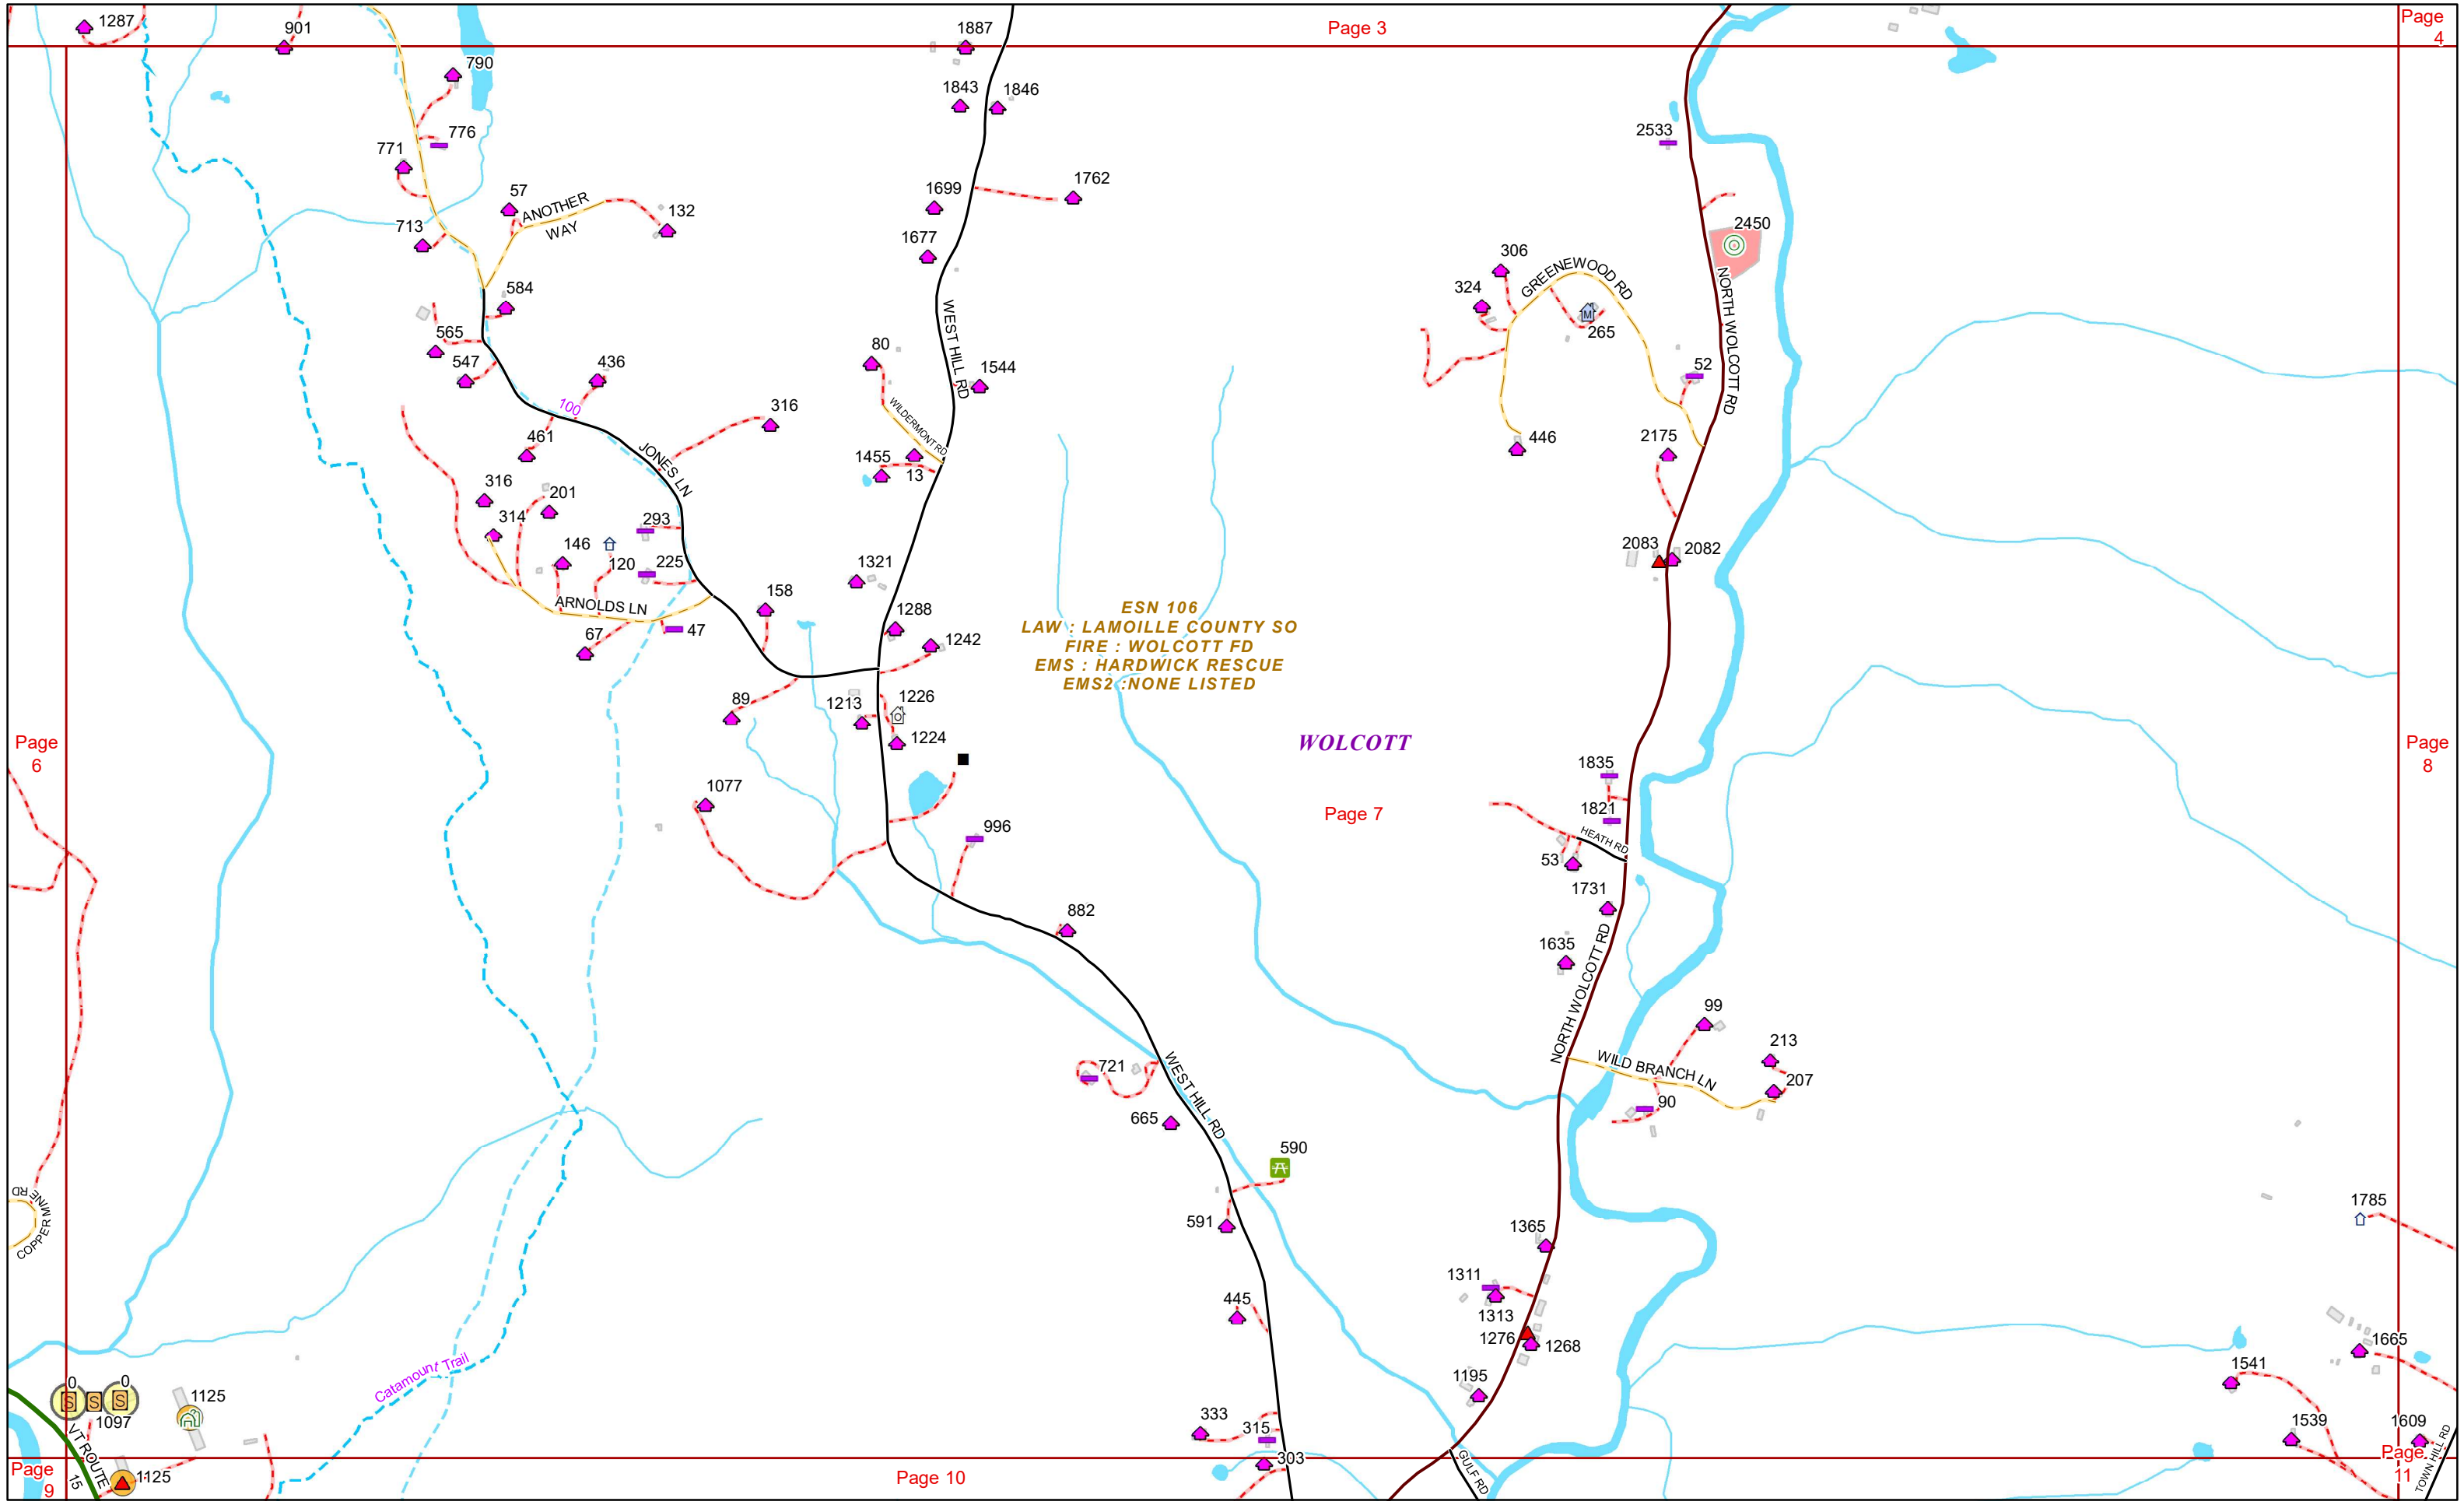 1287
901
1887
Page 3
Page
4
790
1843
1846
776
771
2533
57
ANOTHER
WAY
132
1699
1762
713
1677
2450
306
GREENEWOOD RD
324
584
WEST HILL RD
NORTH WOLCOTT RD
265
565
547
436
80
1544
52
100
316
WILDERMONT RD
461
JONES LN
446
2175
1455
13
316
201
314
293
146
120
225
1321
2083
2082
ARNOLDS LN
158
67
47
1288
1242
ESN 106
LAW : LAMOILLE COUNTY SO
FIRE : WOLCOTT FD
EMS : HARDWICK RESCUE
EMS2 :NONE LISTED
89
1213
1226
1224
WOLCOTT
Page
6
Page
8
1835
1077
Page 7
1821
996
HEATH RD
53
1731
882
1635
NORTH WOLCOTT RD
99
721
WEST HILL RD
WILD BRANCH LN
213
207
90
665
590
COPPER MINE RD
591
1365
1785
1311
445
1313
1276
1268
1665
Catamount Trail
1195
1541
0
S
S
0
S
1097
1125
VT ROUTE
15
333
315
1539
1609
303
Page
9
1125
Page 10
GULF RD
Page
11
TOWN HILL RD
M
O